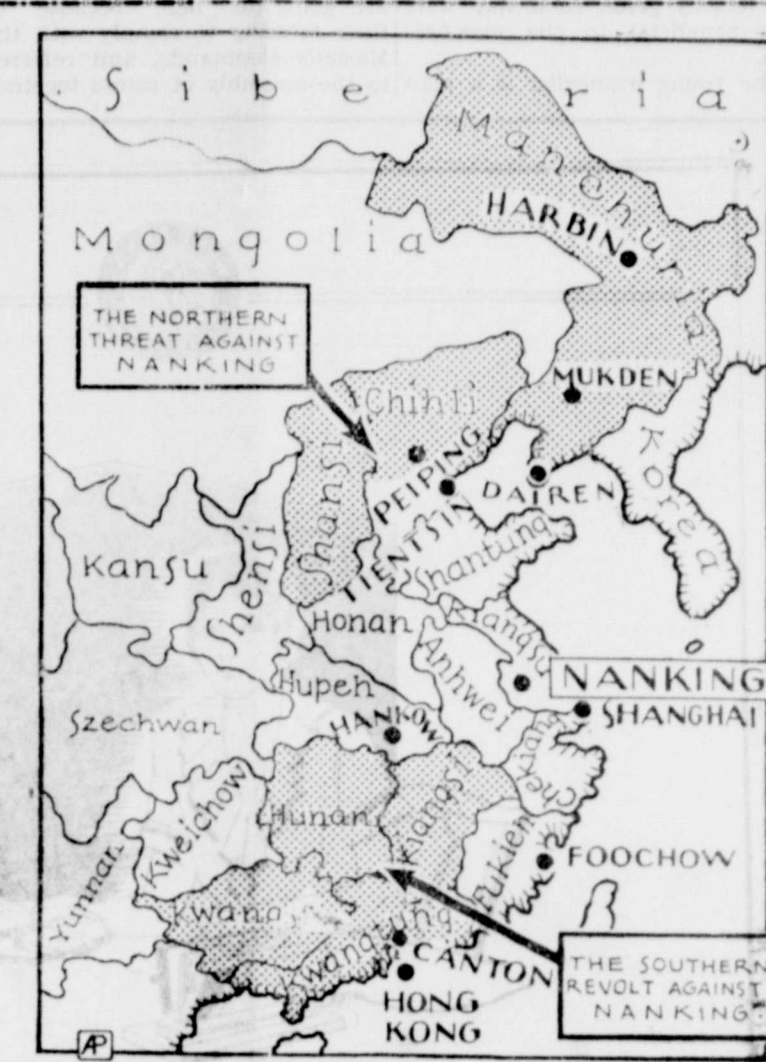 Siberia
Manchuria
HARBIN
Mongolia
THE NORTHERN
THREAT AGAINST
NANKING
Chihli
MUKDEN
Korea
Shansi
PEIPING
DAIREN
TIENTSIN
Shantung
Kansu
Shensi
Honan
Kiangsu
Anhwei
Hupeh
NANKING
SHANGHAI
Szechwan
HANKOW
Chekiang
Hunan
Kiangsi
Kweichow
Fukien
FOOCHOW
Yunnan
Kwang
Kwangtung
CANTON
THE SOUTHERN
REVOLT AGAINST
NANKING
HONG
KONG
AP